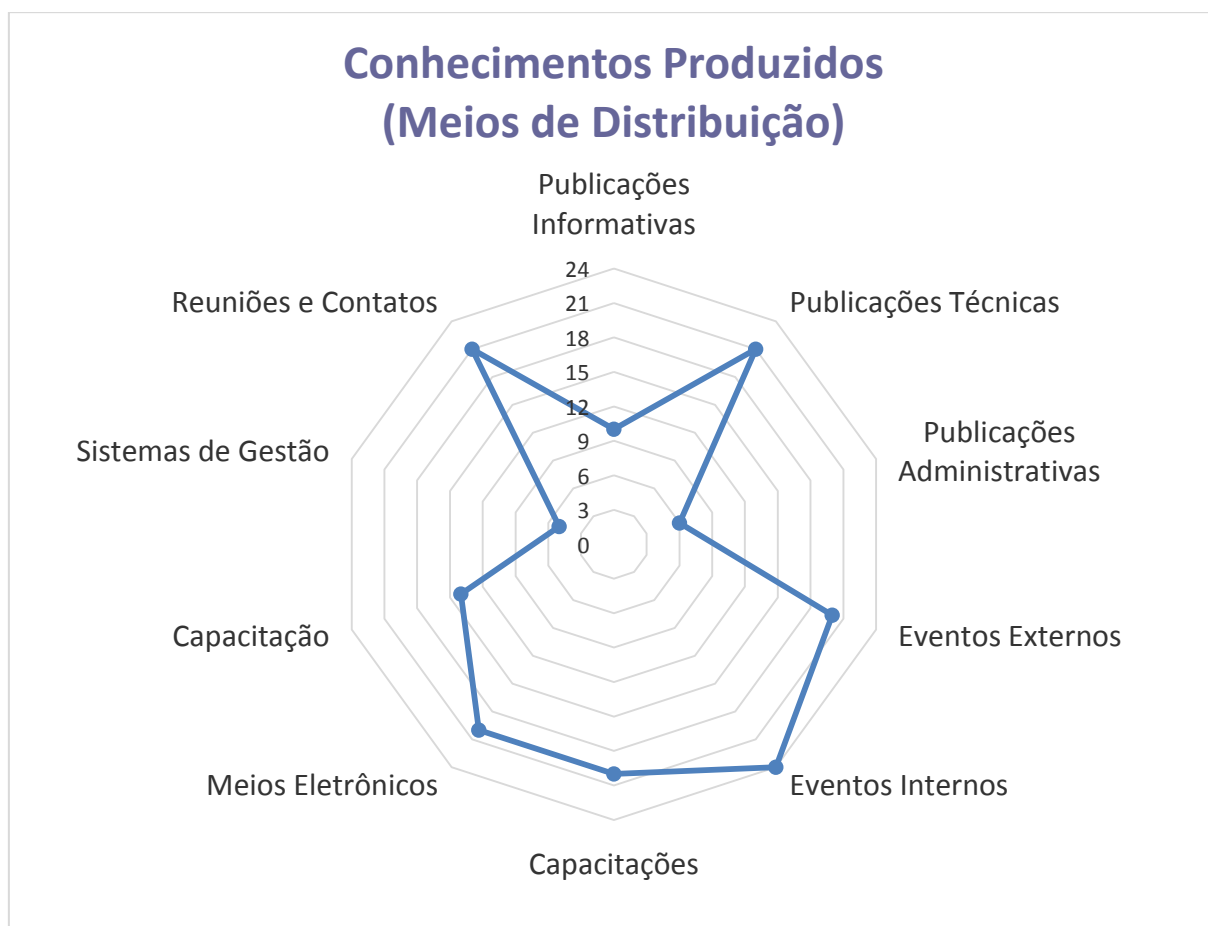 Conhecimentos Produzidos
(Meios de Distribuição)
Publicações
Informativas
Publicações Técnicas
Publicações
Administrativas
Eventos Externos
Eventos Internos
Capacitações
Meios Eletrônicos
Capacitação
Sistemas de Gestão
Reuniões e Contatos
24
21
18
15
12
9
6
3
0